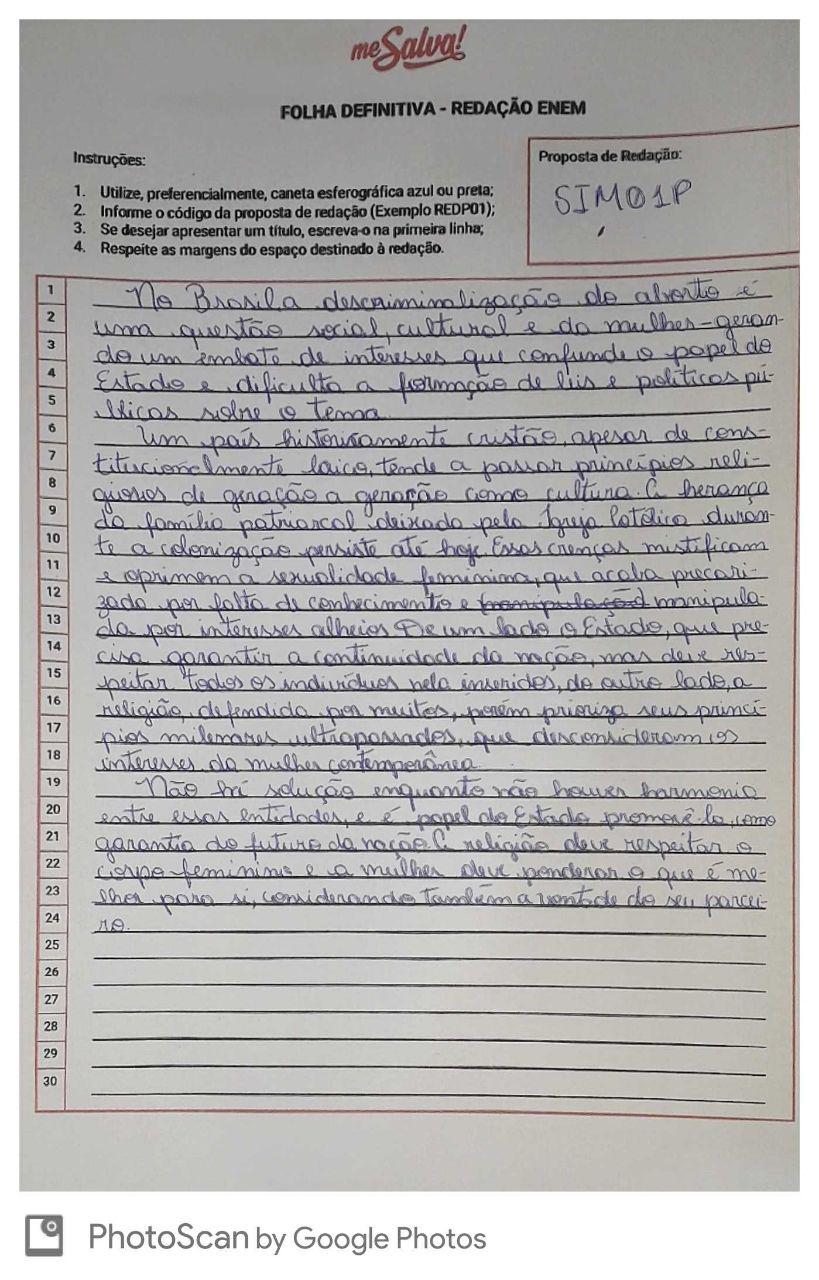 meSalva!
FOLHA DEFINITIVA - REDAÇÃO ENEM
Instruções:
1. Utilize, preferencialmente, caneta esferográfica azul ou preta;
2. Informe o código da proposta de redação (Exemplo REDP01);
3. Se desejar apresentar um título, escreva-o na primeira linha;
4. Respeite as margens do espaço destinado à redação.
Proposta de Redação:
SIM01P
1 No Brasil a descriminalização do aborto é
2 uma questão social, cultural e da mulher - geran-
3 do um embate de interesses que confunde o papel do
4 Estado e dificulta a formação de leis e políticas pú-
5 blicas sobre o tema.
6 Um país historicamente cristão, apesar de cons-
7 titucionalmente laico, tende a passar princípios reli-
8 giosos de geração a geração como cultura. A herança
9 da família patriarcal deixada pela Igreja Católica duran-
10 te a colonização persiste até hoje. Essas crenças mistificam
11 e oprimem a sexualidade feminina, que acaba precari-
12 zada por falta de conhecimento e manipulação manipula-
13 da por interesses alheios. De um lado o Estado, que pre-
14 cisa garantir a continuidade da nação, mas deve res-
15 peitar todos os indivíduos nela inseridos, do outro lado, a
16 religião, defendida por muitos, porém prioriza seus princí-
17 pios milenares ultrapassados, que desconsideram os
18 interesses da mulher contemporânea.
19 Não há solução enquanto não houver harmonia
20 entre essas entidades, e é papel do Estado promovê-la, como
21 garantia do futuro da nação. A religião deve respeitar o
22 corpo feminino e a mulher deve ponderar o que é me-
23 lhor para si, considerando também a vontade do seu parcei-
24 ro.
25
26
27
28
29
30
PhotoScan by Google Photos